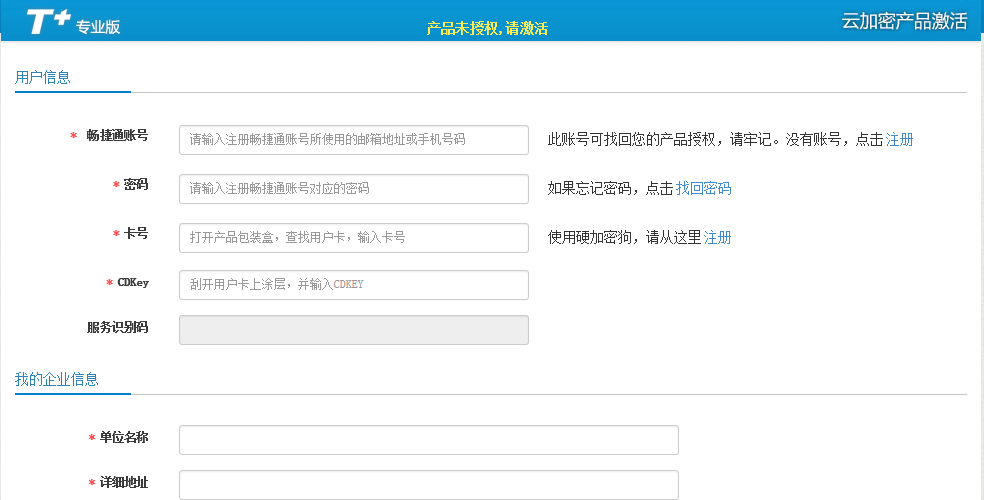 T+ 专业版
产品未授权,请激活
云加密产品激活
用户信息
* 畅捷通账号 请输入注册畅捷通账号所使用的邮箱地址或手机号码 此账号可找回您的产品授权，请牢记。没有账号，点击注册
* 密码 请输入注册畅捷通账号对应的密码 如果忘记密码，点击找回密码
* 卡号 打开产品包装盒，查找用户卡，输入卡号 使用硬加密狗，请从这里注册
* CDKey 刮开用户卡上涂层，并输入CDKEY
服务识别码
我的企业信息
* 单位名称
* 详细地址